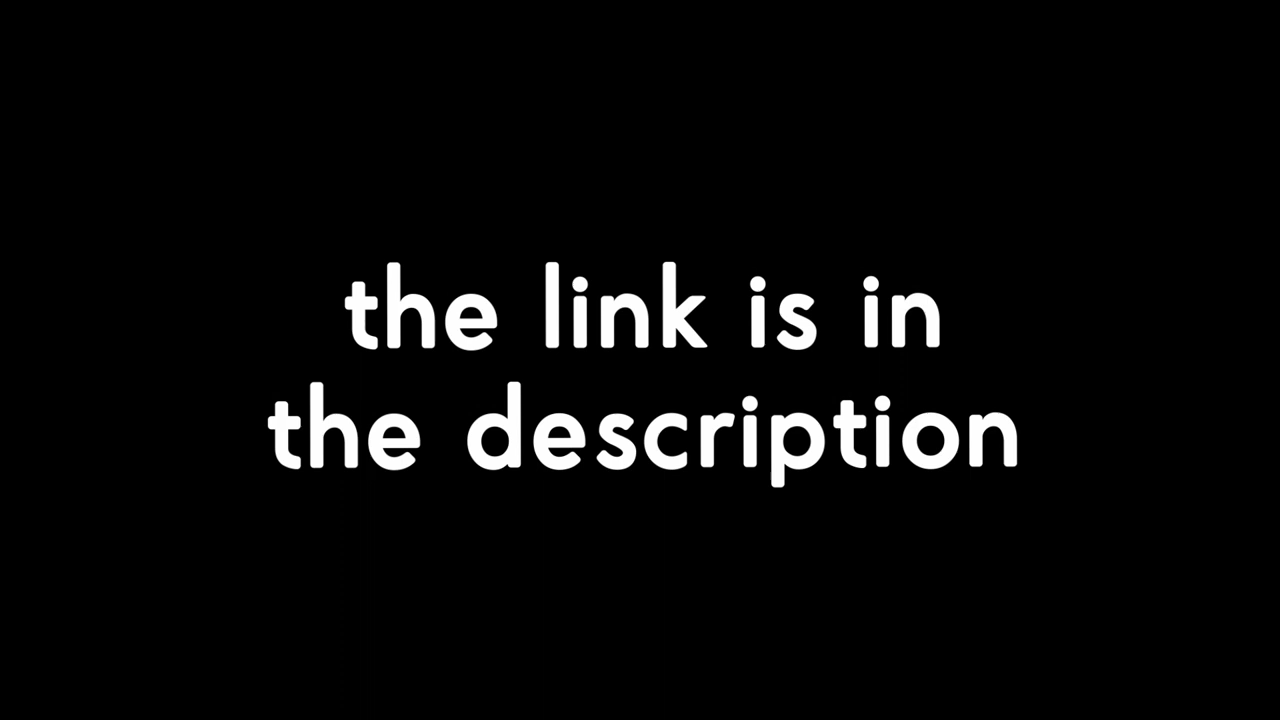 the link is in
the description